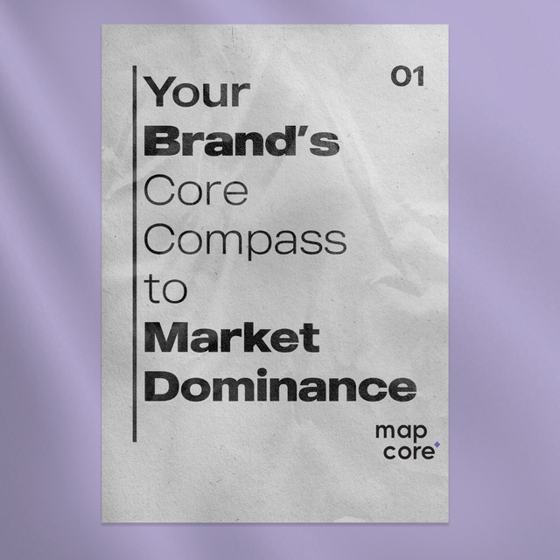 01
Your
Brand's
Core
Compass
to
Market
Dominance
map
core